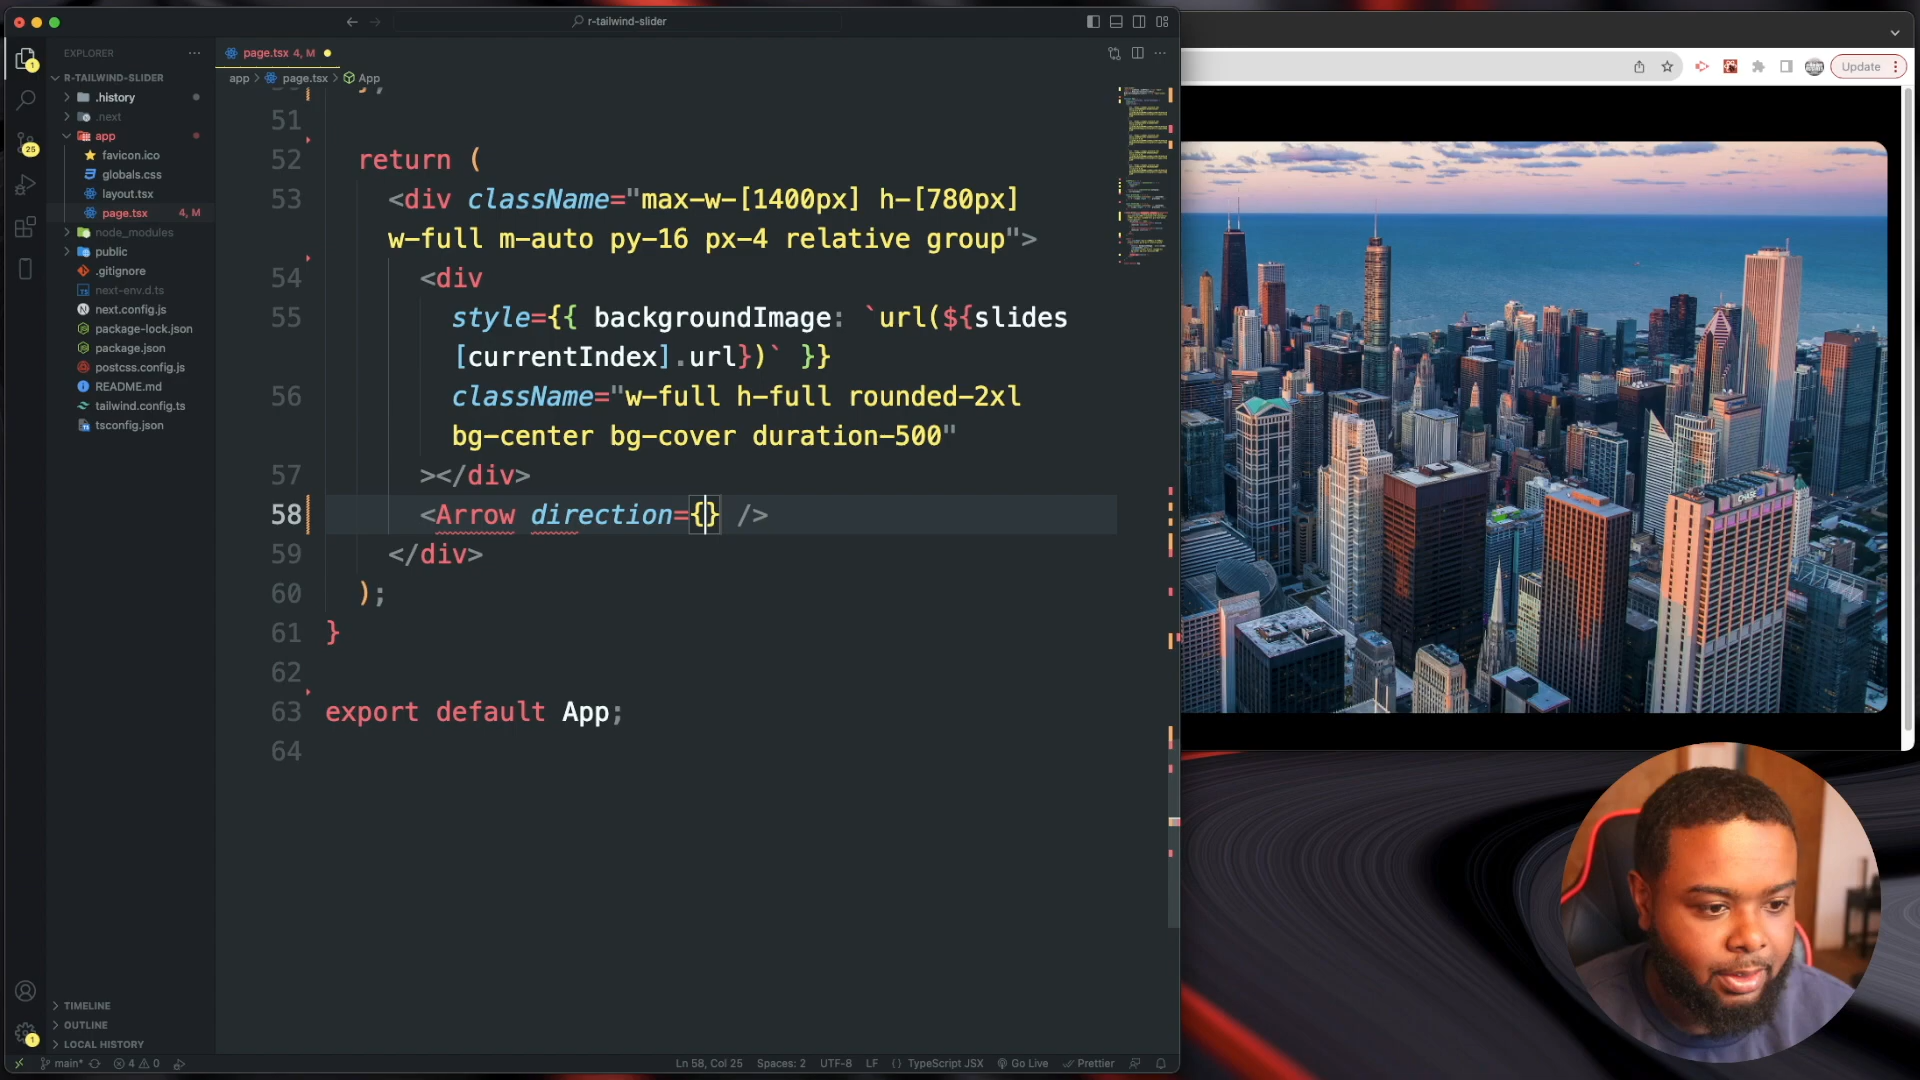 r-tailwind-slider
EXPLORER
R-TAILWIND-SLIDER
.history
.next
app
favicon.ico
globals.css
layout.tsx
page.tsx 4, M
node_modules
public
.gitignore
next-env.d.ts
next.config.js
package-lock.json
package.json
postcss.config.js
README.md
tailwind.config.ts
tsconfig.json
TIMELINE
OUTLINE
LOCAL HISTORY
1
25
1
page.tsx 4, M
app > page.tsx > App
51
52 return (
53 <div className="max-w-[1400px] h-[780px]
w-full m-auto py-16 px-4 relative group">
54 <div
55 style={{ backgroundImage: `url(${slides
[currentIndex].url})` }}
56 className="w-full h-full rounded-2xl
bg-center bg-cover duration-500"
57 ></div>
58 <Arrow direction={} />
59 </div>
60 );
61 }
62
63 export default App;
64
main* 4 0
Ln 58, Col 25 Spaces: 2 UTF-8 LF {} TypeScript JSX Go Live Prettier
Update
CHASE